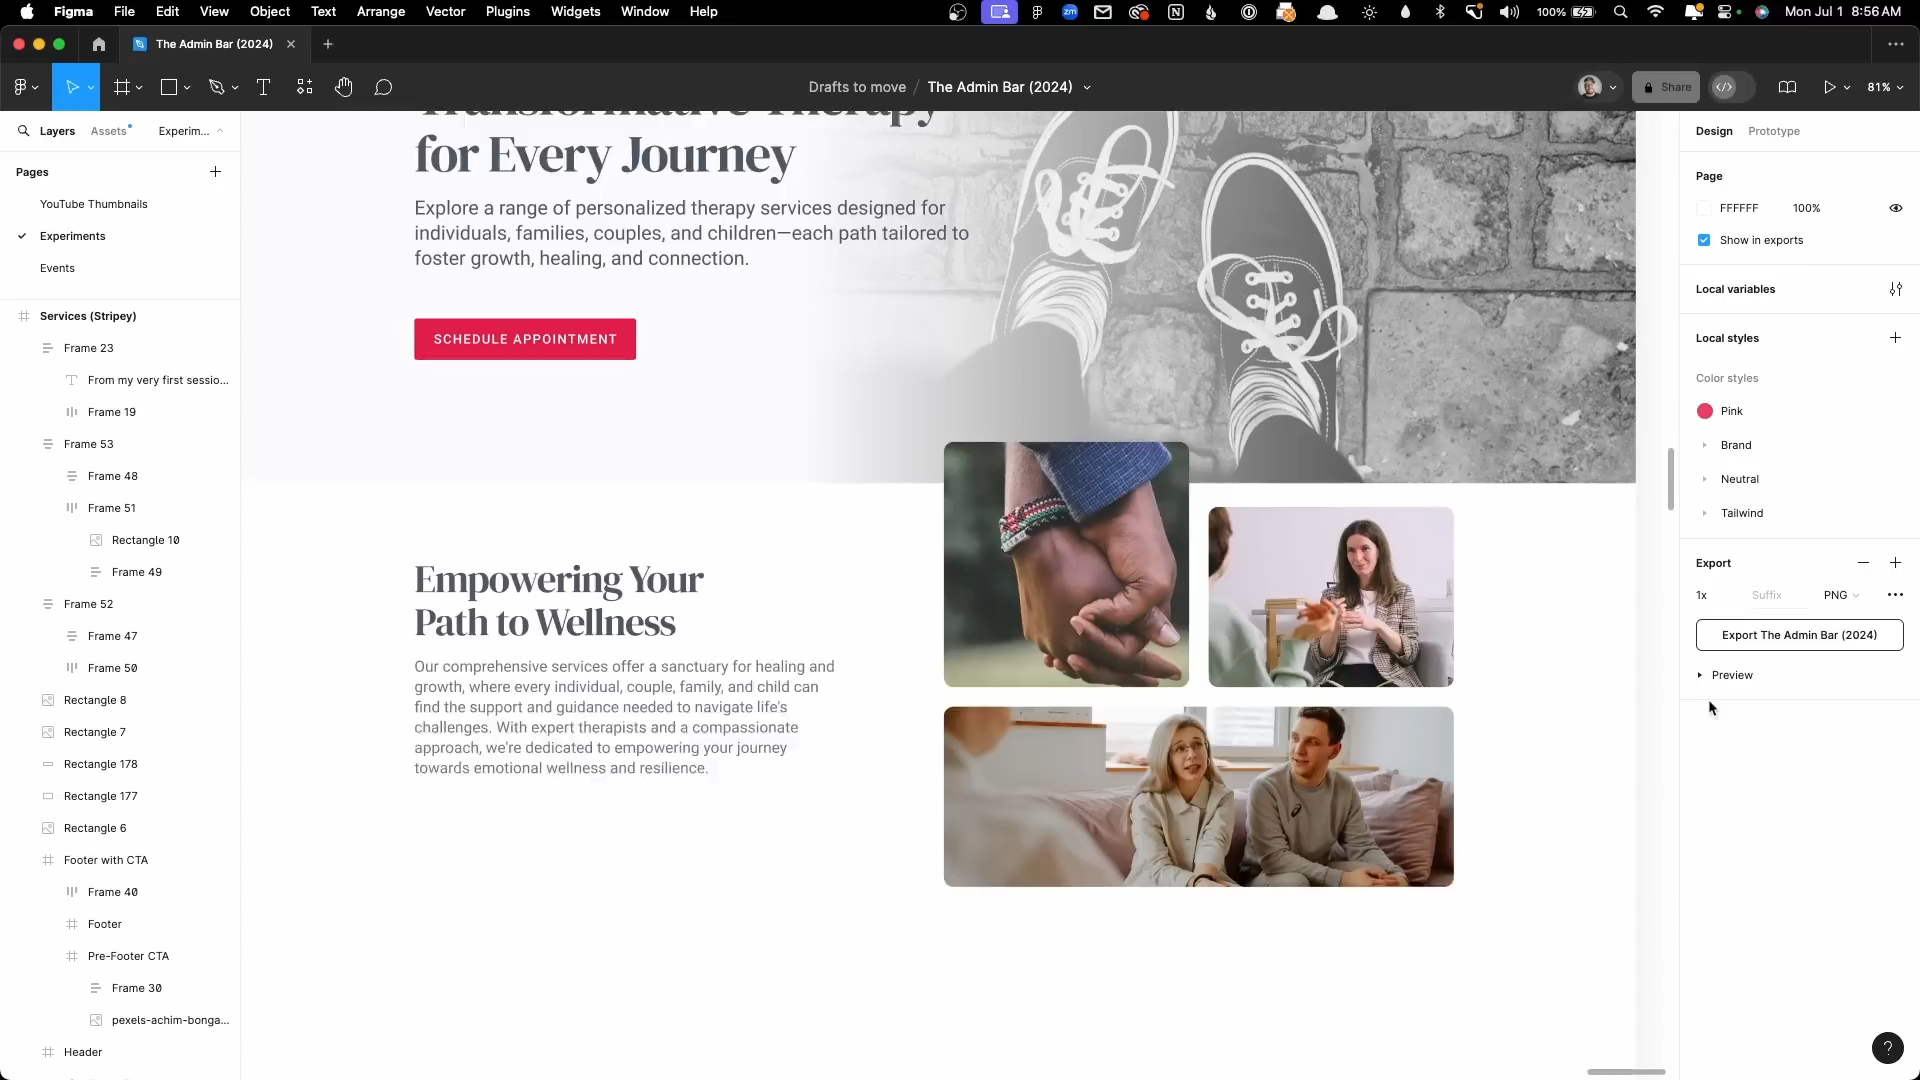 Figma File Edit View Object Text Arrange Vector Plugins Widgets Window Help
zm
100%
Mon Jul 1 8:56 AM
The Admin Bar (2024)
Drafts to move / The Admin Bar (2024)
Share
81%
Layers Assets Experim...
Pages
YouTube Thumbnails
Experiments
Events
Services (Stripey)
Frame 23
From my very first sessio...
Frame 19
Frame 53
Frame 48
Frame 51
Rectangle 10
Frame 49
Frame 52
Frame 47
Frame 50
Rectangle 8
Rectangle 7
Rectangle 178
Rectangle 177
Rectangle 6
Footer with CTA
Frame 40
Footer
Pre-Footer CTA
Frame 30
pexels-achim-bonga...
Header
Transformative Therapy
for Every Journey
Explore a range of personalized therapy services designed for
individuals, families, couples, and children—each path tailored to
foster growth, healing, and connection.
SCHEDULE APPOINTMENT
Empowering Your
Path to Wellness
Our comprehensive services offer a sanctuary for healing and
growth, where every individual, couple, family, and child can
find the support and guidance needed to navigate life's
challenges. With expert therapists and a compassionate
approach, we're dedicated to empowering your journey
towards emotional wellness and resilience.
Design Prototype
Page
FFFFFF 100%
Show in exports
Local variables
Local styles
Color styles
Pink
Brand
Neutral
Tailwind
Export
1x Suffix PNG
Export The Admin Bar (2024)
Preview
?